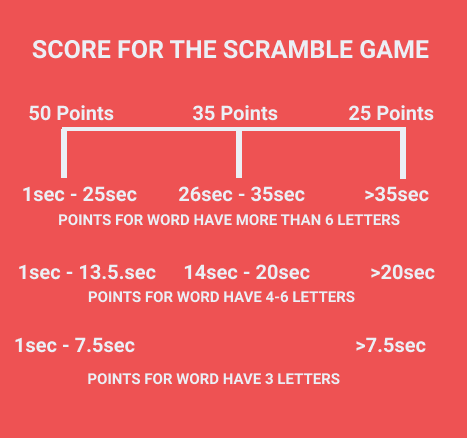 SCORE FOR THE SCRAMBLE GAME
50 Points 35 Points 25 Points
1sec - 25sec 26sec - 35sec >35sec
POINTS FOR WORD HAVE MORE THAN 6 LETTERS
1sec - 13.5.sec 14sec - 20sec >20sec
POINTS FOR WORD HAVE 4-6 LETTERS
1sec - 7.5sec >7.5sec
POINTS FOR WORD HAVE 3 LETTERS